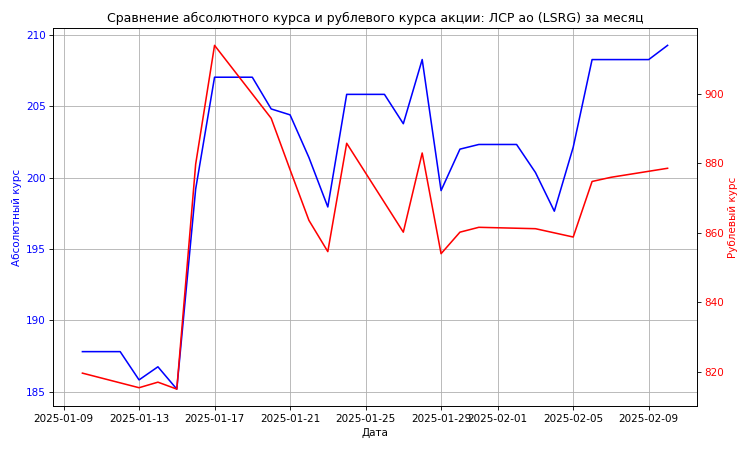 Сравнение абсолютного курса и рублевого курса акции: ЛСР ао (LSRG) за месяц
210
205
200
195
190
185
Абсолютный курс
900
880
860
840
820
Рублевый курс
2025-01-09 2025-01-13 2025-01-17 2025-01-21 2025-01-25 2025-01-29 2025-02-01 2025-02-05 2025-02-09
Дата